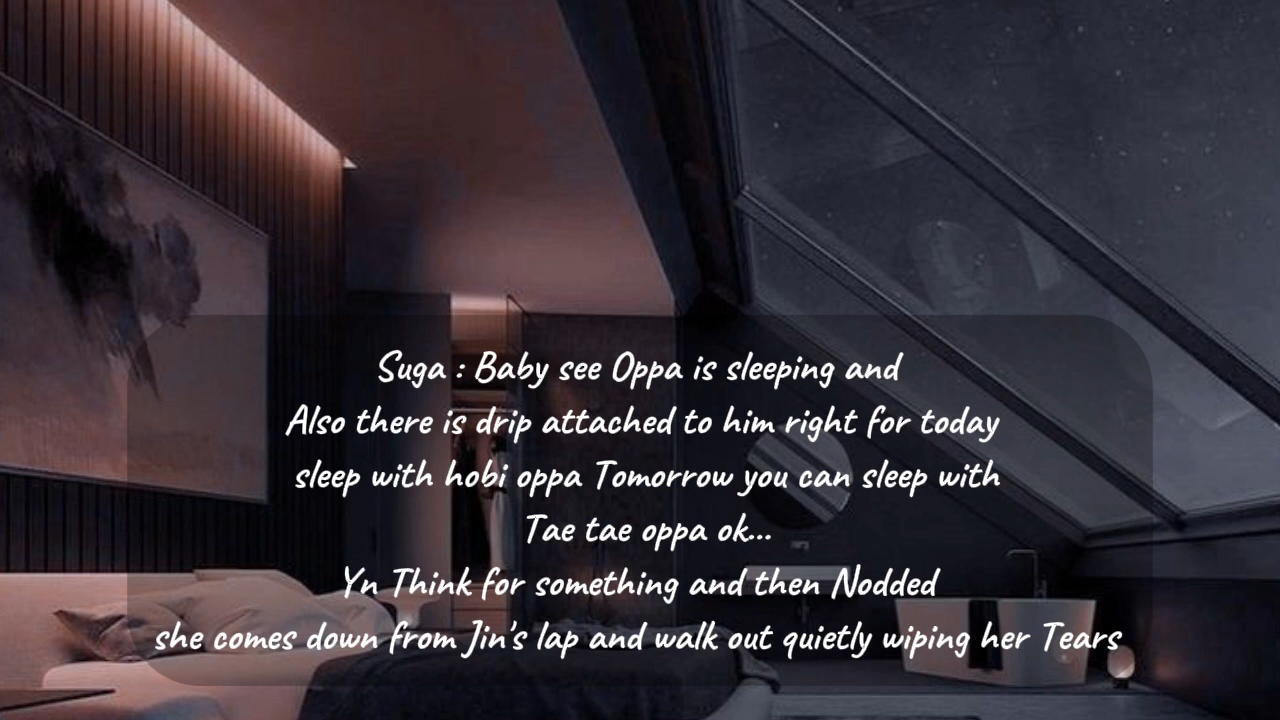 Suga : Baby see Oppa is sleeping and
Also there is drip attached to him right for today
sleep with hobi oppa Tomorrow you can sleep with
Tae tae oppa ok...
Yn Think for something and then Nodded
she comes down from Jin's lap and walk out quietly wiping her Tears